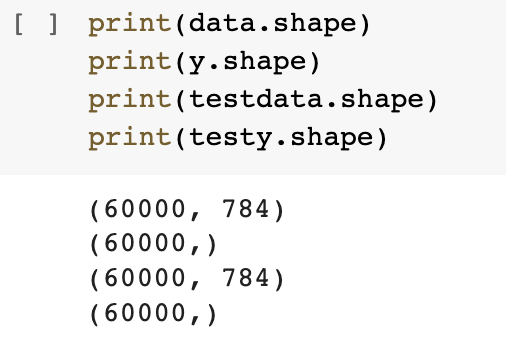 [ ] print(data.shape)
print(y.shape)
print(testdata.shape)
print(testy.shape)
(60000, 784)
(60000,)
(60000, 784)
(60000,)